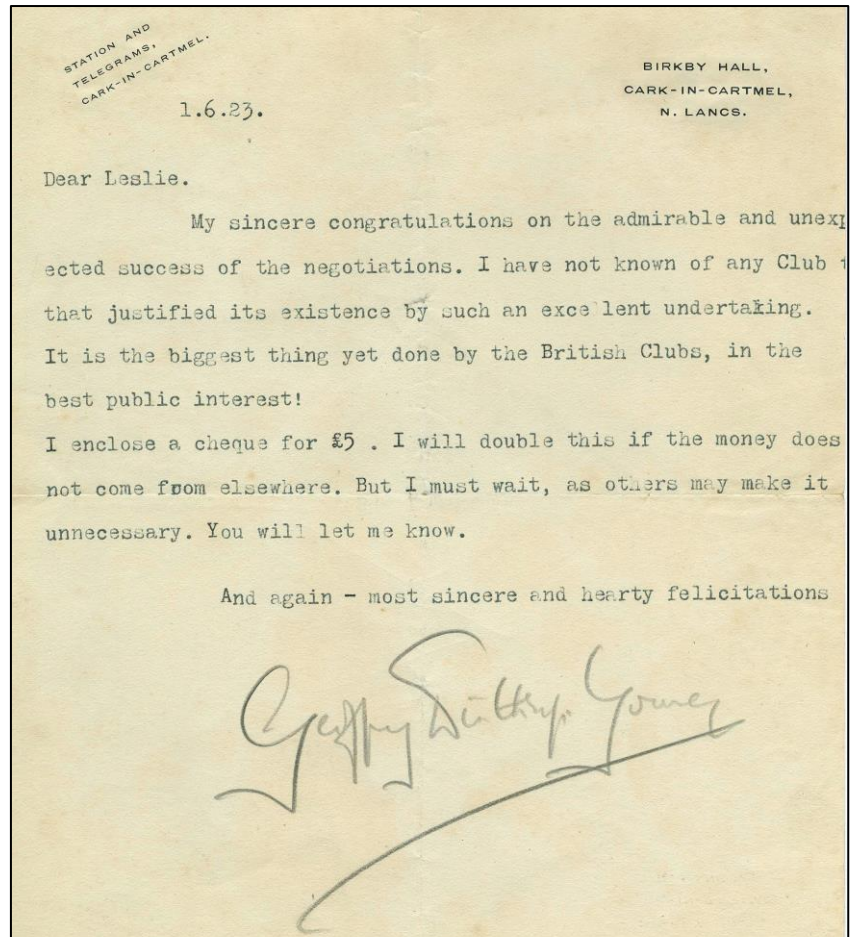 STATION AND
TELEGRAMS,
CARK-IN-CARTMEL.
BIRKBY HALL,
CARK-IN-CARTMEL,
N. LANCS.
1.6.23.
Dear Leslie.
My sincere congratulations on the admirable and unexp
ected success of the negotiations. I have not known of any Club
that justified its existence by such an exce lent undertaking.
It is the biggest thing yet done by the British Clubs, in the
best public interest!
I enclose a cheque for £5 . I will double this if the money does
not come from elsewhere. But I must wait, as others may make it
unnecessary. You will let me know.
And again - most sincere and hearty felicitations
Geoffrey Winthrop Young